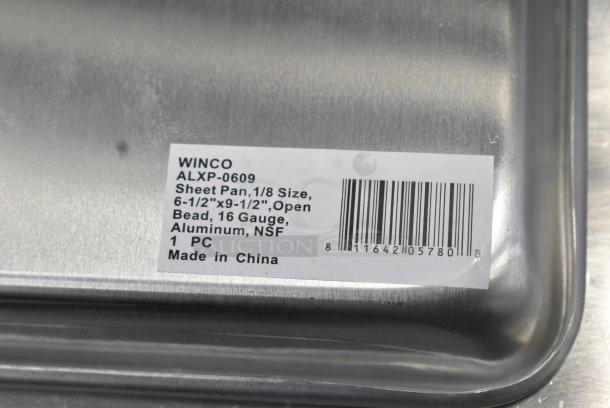 WINCO
ALXP-0609
Sheet Pan,1/8 Size,
6-1/2"x9-1/2",Open
Bead, 16 Gauge,
Aluminum, NSF
1 PC
Made in China
8 11642 05780 8
AUCTION